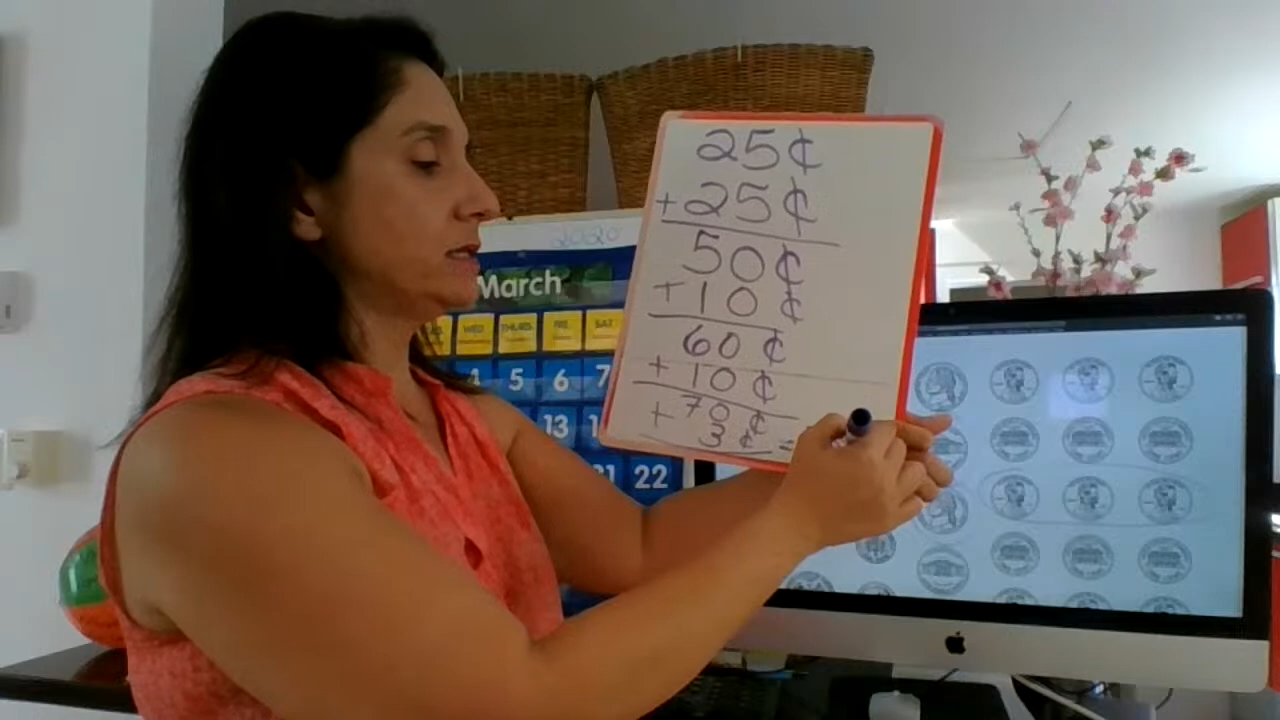 25¢
+25¢
50¢
+10¢
60¢
+10¢
70¢
+ 3¢ =
2020
March
WED THURS FRI SAT
4 5 6 7
13
22